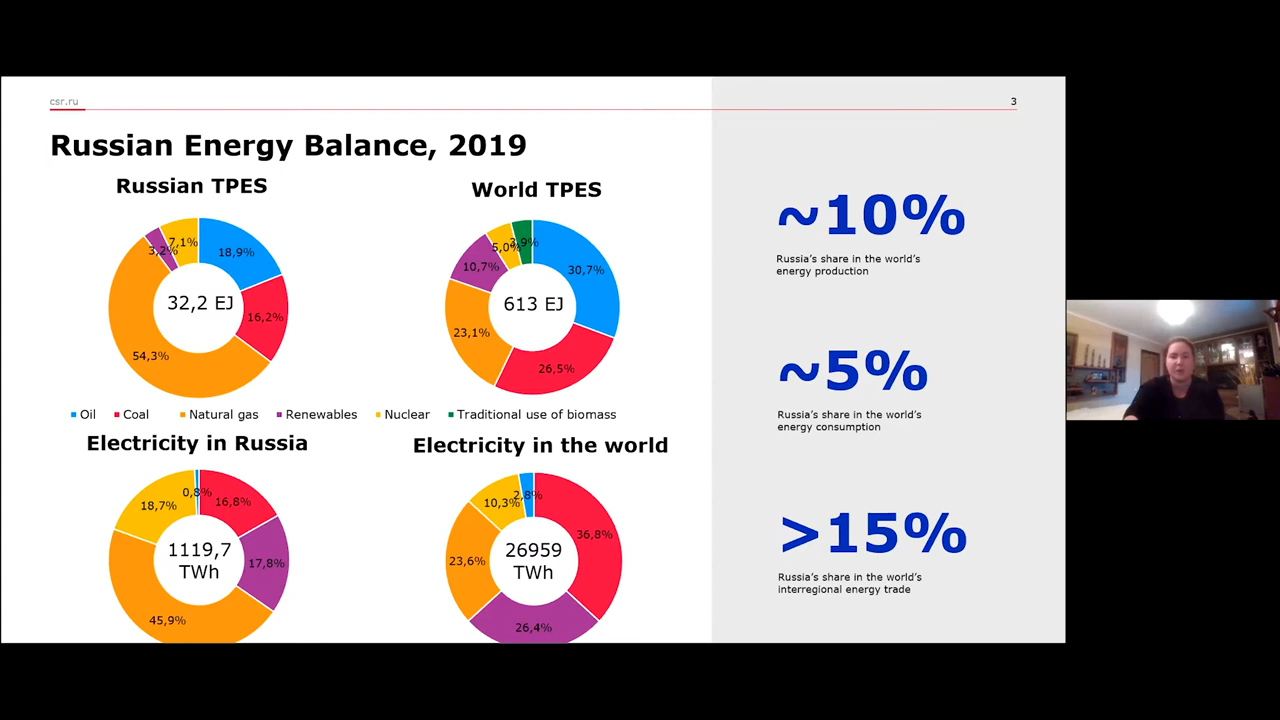 csr.ru
3
Russian Energy Balance, 2019
Russian TPES
World TPES
7,1%
3,2%
18,9%
16,2%
54,3%
32,2 EJ
3,9%
5,0%
10,7%
30,7%
23,1%
26,5%
613 EJ
Oil Coal Natural gas Renewables Nuclear Traditional use of biomass
Electricity in Russia
Electricity in the world
0,8%
16,8%
18,7%
17,8%
45,9%
1119,7
TWh
2,8%
10,3%
36,8%
23,6%
26,4%
26959
TWh
~10%
Russia’s share in the world’s
energy production
~5%
Russia’s share in the world’s
energy consumption
>15%
Russia’s share in the world’s
interregional energy trade